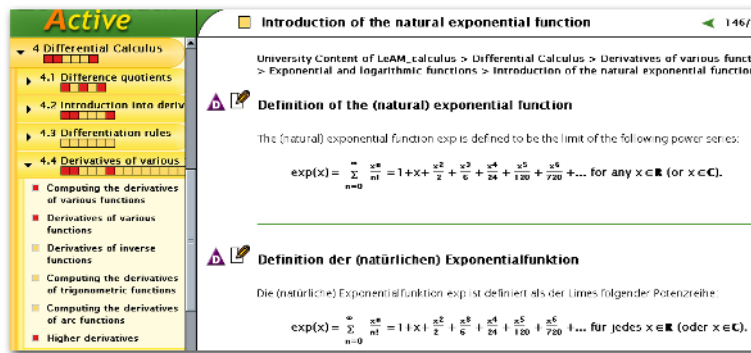 Active
4 Differential Calculus
4.1 Difference quotients
4.2 Introduction into deriv
4.3 Differentiation rules
4.4 Derivatives of various
Computing the derivatives
of various functions
Derivatives of various
functions
Derivatives of inverse
functions
Computing the derivatives
of trigonometric functions
Computing the derivatives
of arc functions
Higher derivatives
Introduction of the natural exponential function
146/
University Content of LeAM_calculus > Differential Calculus > Derivatives of various funct
> Exponential and logarithmic functions > Introduction of the natural exponential function
D Definition of the (natural) exponential function
The (natural) exponential function exp is defined to be the limit of the following power series:
exp(x) = ∑_{n=0}^{∞} xⁿ/n! = 1+x+ x²/2 + x³/6 + x⁴/24 + x⁵/120 + x⁶/720 +... for any x∈R (or x∈C).
D Definition der (natürlichen) Exponentialfunktion
Die (natürliche) Exponentialfunktion exp ist definiert als der Limes folgender Potenzreihe:
exp(x) = ∑_{n=0}^{∞} xⁿ/n! = 1+x+ x²/2 + x³/6 + x⁴/24 + x⁵/120 + x⁶/720 +... für jedes x∈R (oder x∈C).